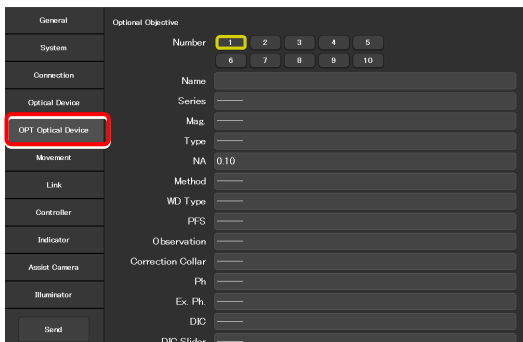 General
System
Connection
Optical Device
OPT Optical Device
Movement
Link
Controller
Indicator
Assist Camera
Illuminator
Send
Optional Objective
Number 1 2 3 4 5
6 7 8 9 10
Name
Series ——
Mag. ——
Type ——
NA 0.10
Method ——
WD Type ——
PFS ——
Observation ——
Correction Collar ——
Ph ——
Ex. Ph. ——
DIC ——
DIC Slider